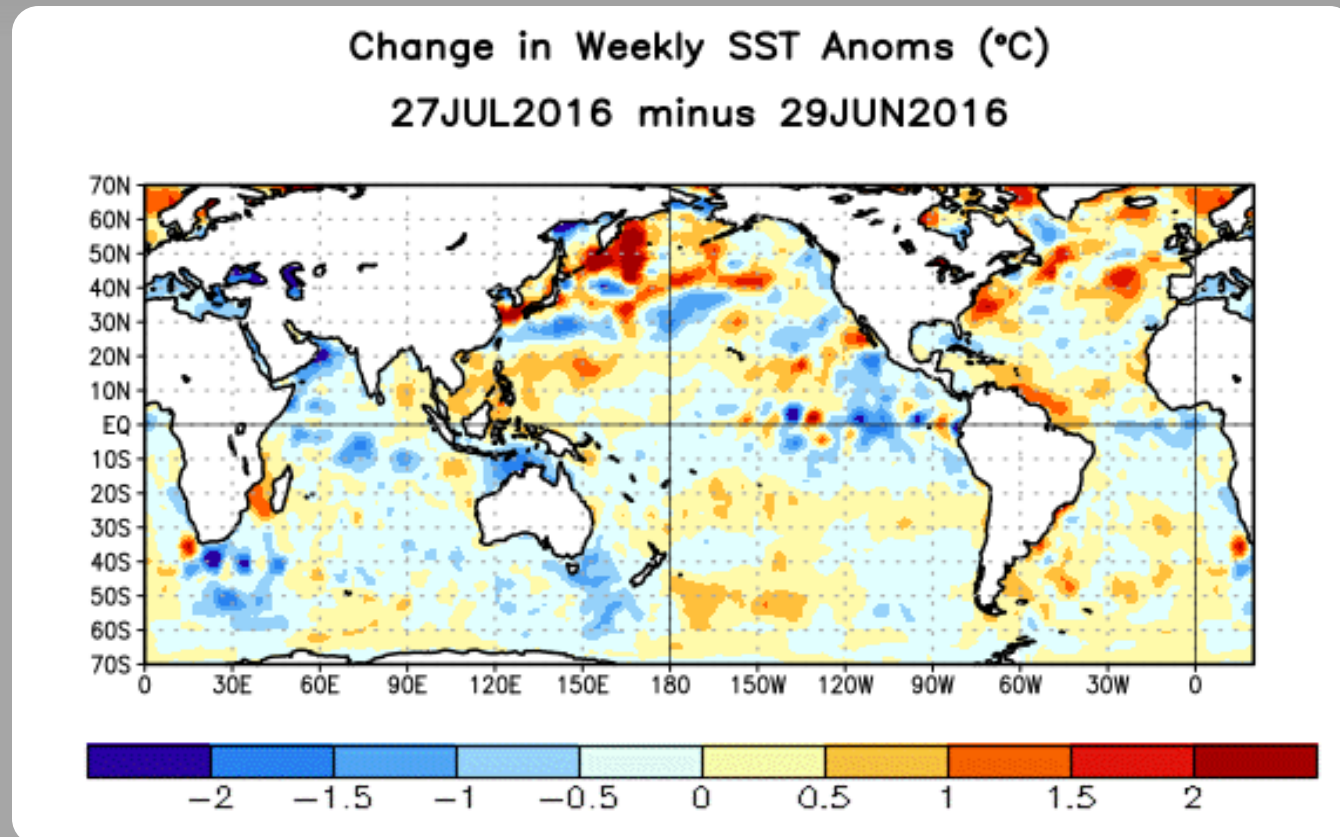 Change in Weekly SST Anoms (°C)
27JUL2016 minus 29JUN2016
70N
60N
50N
40N
30N
20N
10N
EQ
10S
20S
30S
40S
50S
60S
70S
0 30E 60E 90E 120E 150E 180 150W 120W 90W 60W 30W 0
−2 −1.5 −1 −0.5 0 0.5 1 1.5 2